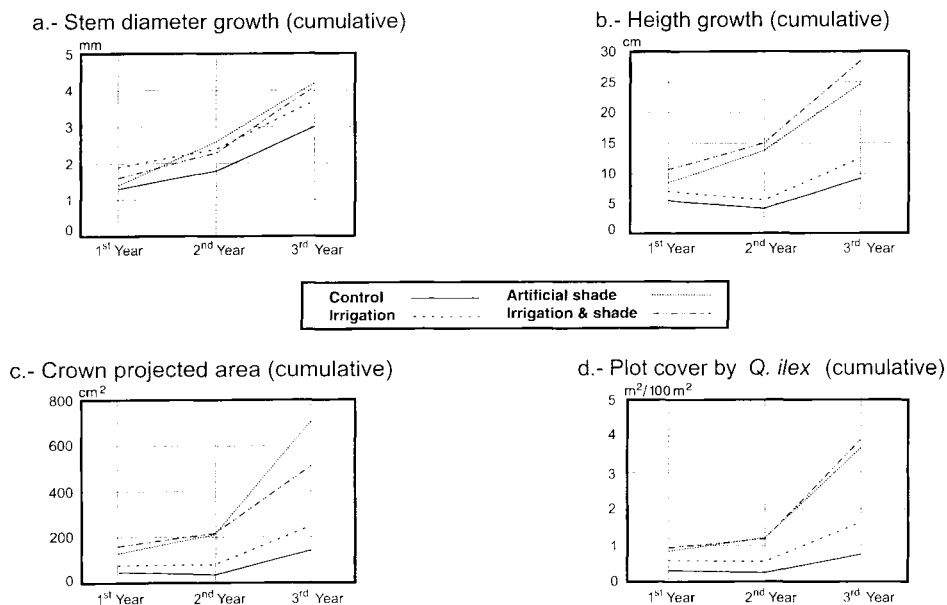 a.- Stem diameter growth (cumulative)
mm
5
4
3
2
1
0
1st Year 2nd Year 3rd Year
b.- Heigth growth (cumulative)
cm
30
25
20
15
10
5
0
1st Year 2nd Year 3rd Year
Control Artificial shade
Irrigation Irrigation & shade
c.- Crown projected area (cumulative)
cm2
800
600
400
200
0
1st Year 2nd Year 3rd Year
d.- Plot cover by Q. ilex (cumulative)
m2/100 m2
5
4
3
2
1
0
1st Year 2nd Year 3rd Year